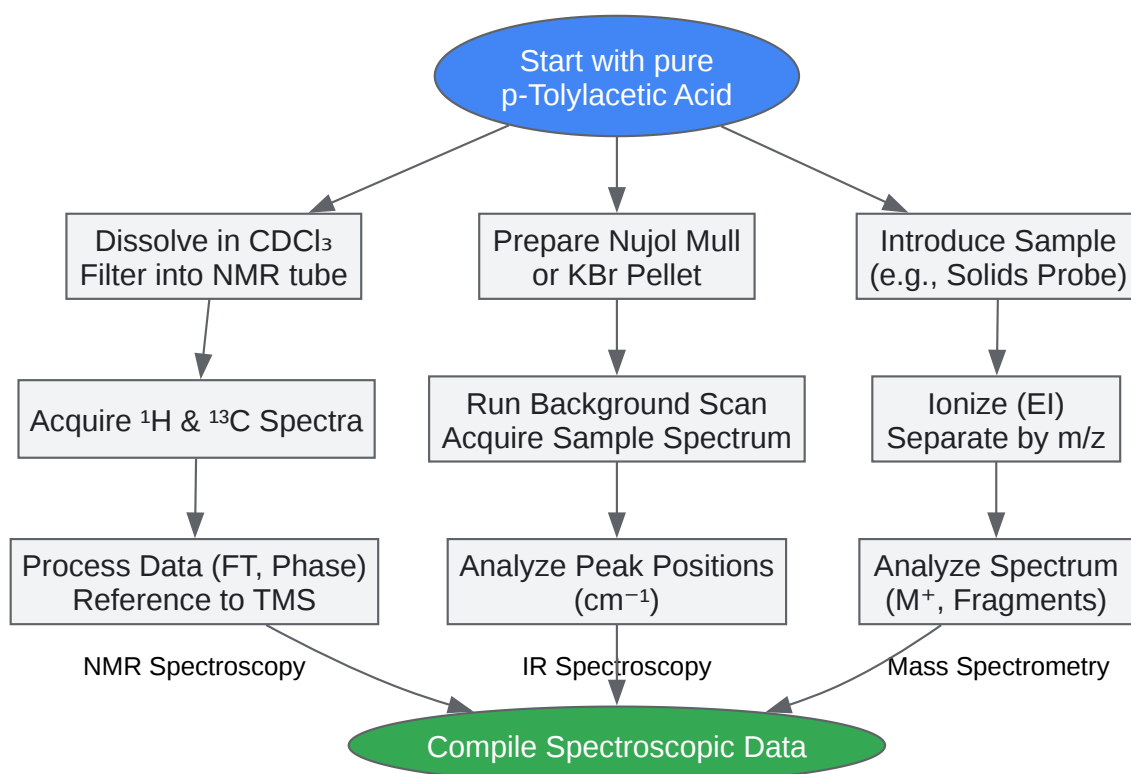 Start with pure
p-Tolylacetic Acid
Dissolve in CDCl₃
Filter into NMR tube
Prepare Nujol Mull
or KBr Pellet
Introduce Sample
(e.g., Solids Probe)
Acquire ¹H & ¹³C Spectra
Run Background Scan
Acquire Sample Spectrum
Ionize (EI)
Separate by m/z
Process Data (FT, Phase)
Reference to TMS
Analyze Peak Positions
(cm⁻¹)
Analyze Spectrum
(M⁺, Fragments)
NMR Spectroscopy
IR Spectroscopy
Mass Spectrometry
Compile Spectroscopic Data